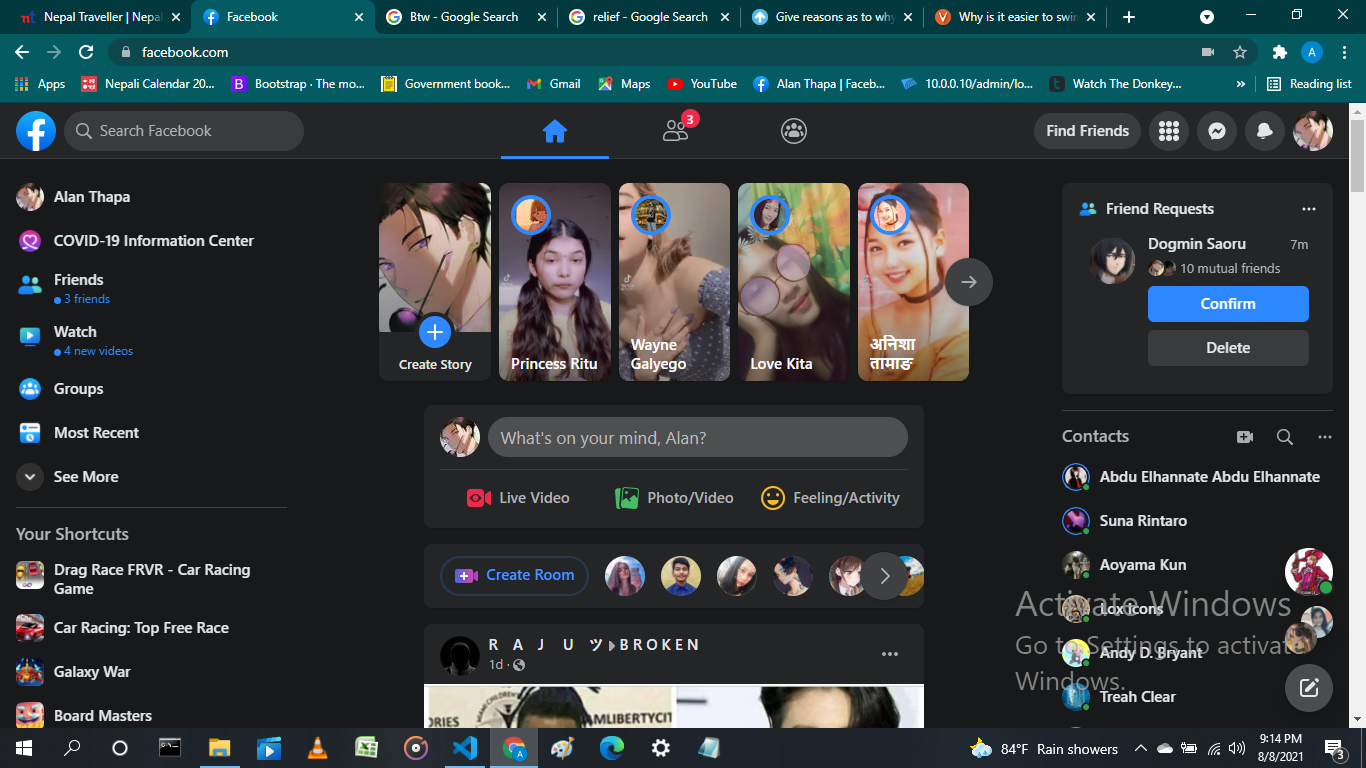 Nepal Traveller | Nepal
Facebook
Btw - Google Search
relief - Google Search
Give reasons as to why
Why is it easier to swim
facebook.com
A
Apps
Nepali Calendar 20...
Bootstrap · The mo...
Government book...
Gmail
Maps
YouTube
Alan Thapa | Faceb...
10.0.0.10/admin/lo...
Watch The Donkey...
»
Reading list
Search Facebook
3
Find Friends
Alan Thapa
COVID-19 Information Center
Friends
3 friends
Watch
4 new videos
Groups
Most Recent
See More
Your Shortcuts
Drag Race FRVR - Car Racing
Game
Car Racing: Top Free Race
Galaxy War
Board Masters
Create Story
Princess Ritu
Wayne
Galyego
Love Kita
अनिशा
तामाङ
What's on your mind, Alan?
Live Video
Photo/Video
Feeling/Activity
Create Room
R A J U ツ ▸ B R O K E N
1d ·
ORIES
AMLIBERTYCIT
Friend Requests
Dogmin Saoru
7m
10 mutual friends
Confirm
Delete
Contacts
Abdu Elhannate Abdu Elhannate
Suna Rintaro
Aoyama Kun
Lox Icons
Andy D. Bryant
Treah Clear
Activate Windows
Go to Settings to activate
Windows.
84°F Rain showers
9:14 PM
8/8/2021
3